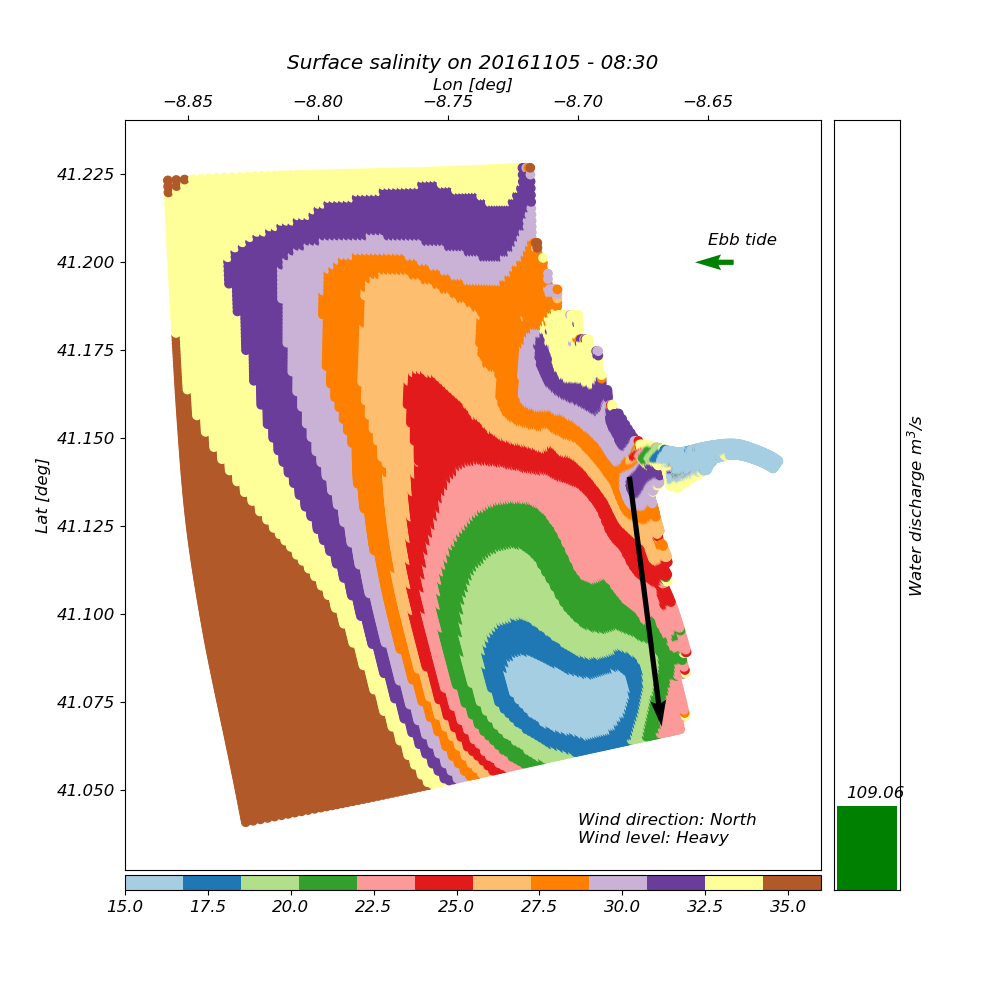 Surface salinity on 20161105 - 08:30
Lon [deg]
−8.85 −8.80 −8.75 −8.70 −8.65
41.225
41.200
41.175
41.150
41.125
41.100
41.075
41.050
Lat [deg]
Ebb tide
Wind direction: North
Wind level: Heavy
109.06
Water discharge m³/s
15.0 17.5 20.0 22.5 25.0 27.5 30.0 32.5 35.0